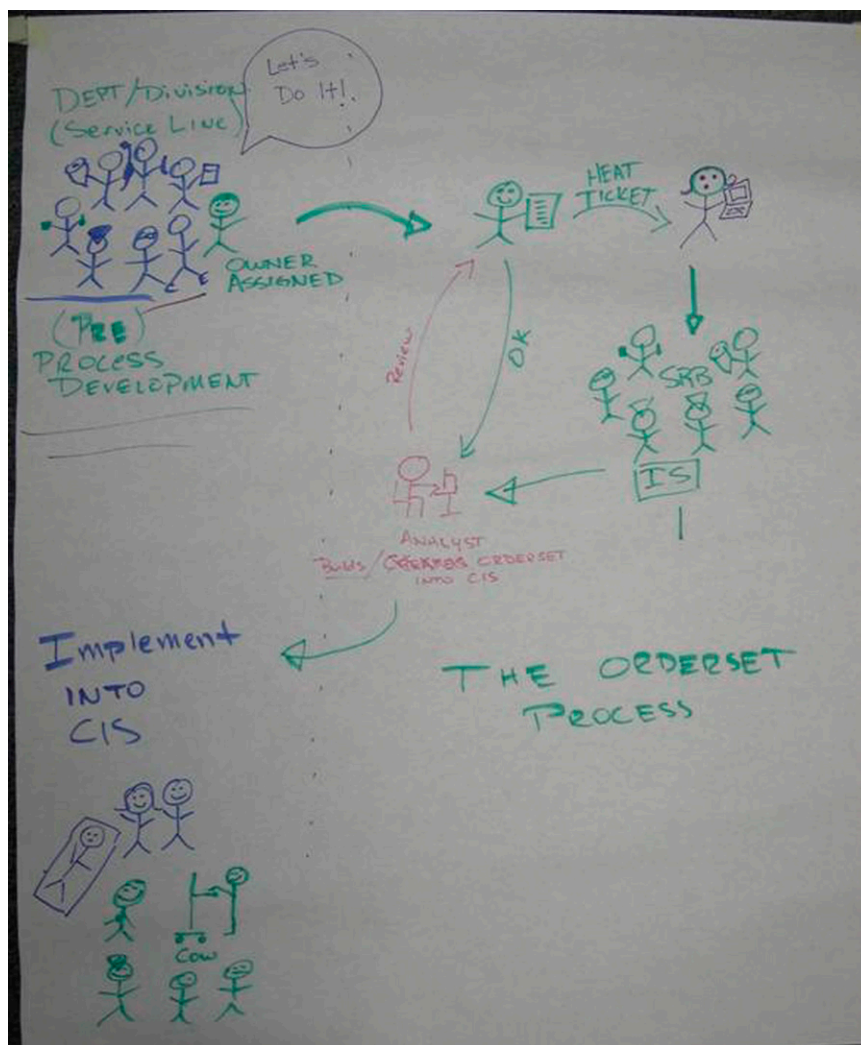 Let's
Do It!.
DEPT/Division
(Service Line)
OWNER
ASSIGNED
(PRE)
PROCESS
DEVELOPMENT
HEAT
TICKET
Review
OK
SRB
IS
ANALYST
Builds/ ORDERSET
INTO CIS
Implement
INTO
CIS
THE ORDERSET
PROCESS
COW